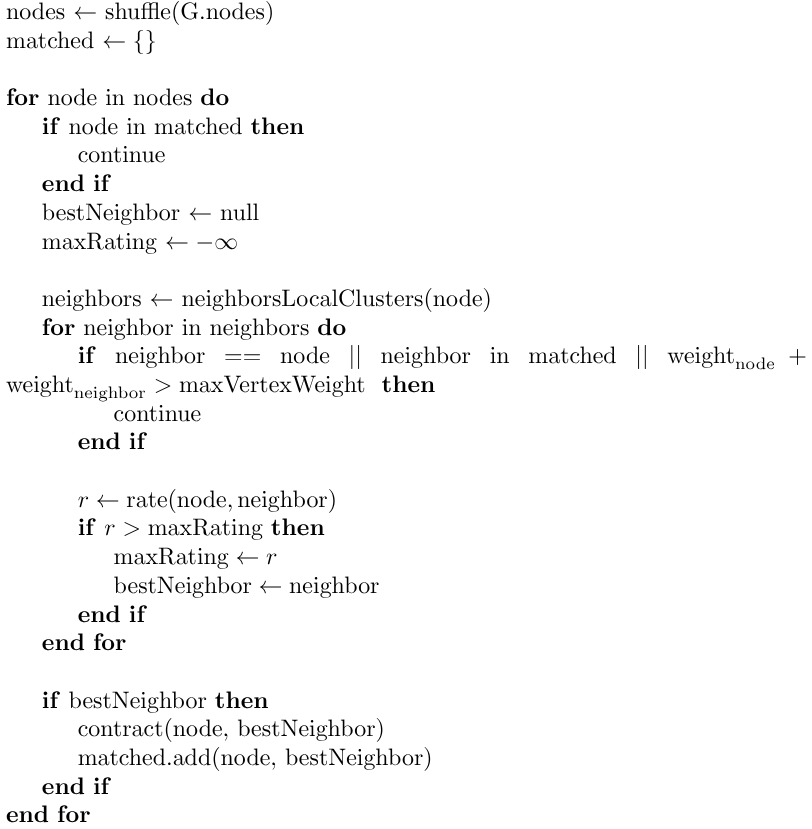 nodes ← shuffle(G.nodes)
matched ← {}
for node in nodes do
if node in matched then
continue
end if
bestNeighbor ← null
maxRating ← −∞
neighbors ← neighborsLocalClusters(node)
for neighbor in neighbors do
if neighbor == node || neighbor in matched || weight_node +
weight_neighbor > maxVertexWeight then
continue
end if
r ← rate(node, neighbor)
if r > maxRating then
maxRating ← r
bestNeighbor ← neighbor
end if
end for
if bestNeighbor then
contract(node, bestNeighbor)
matched.add(node, bestNeighbor)
end if
end for